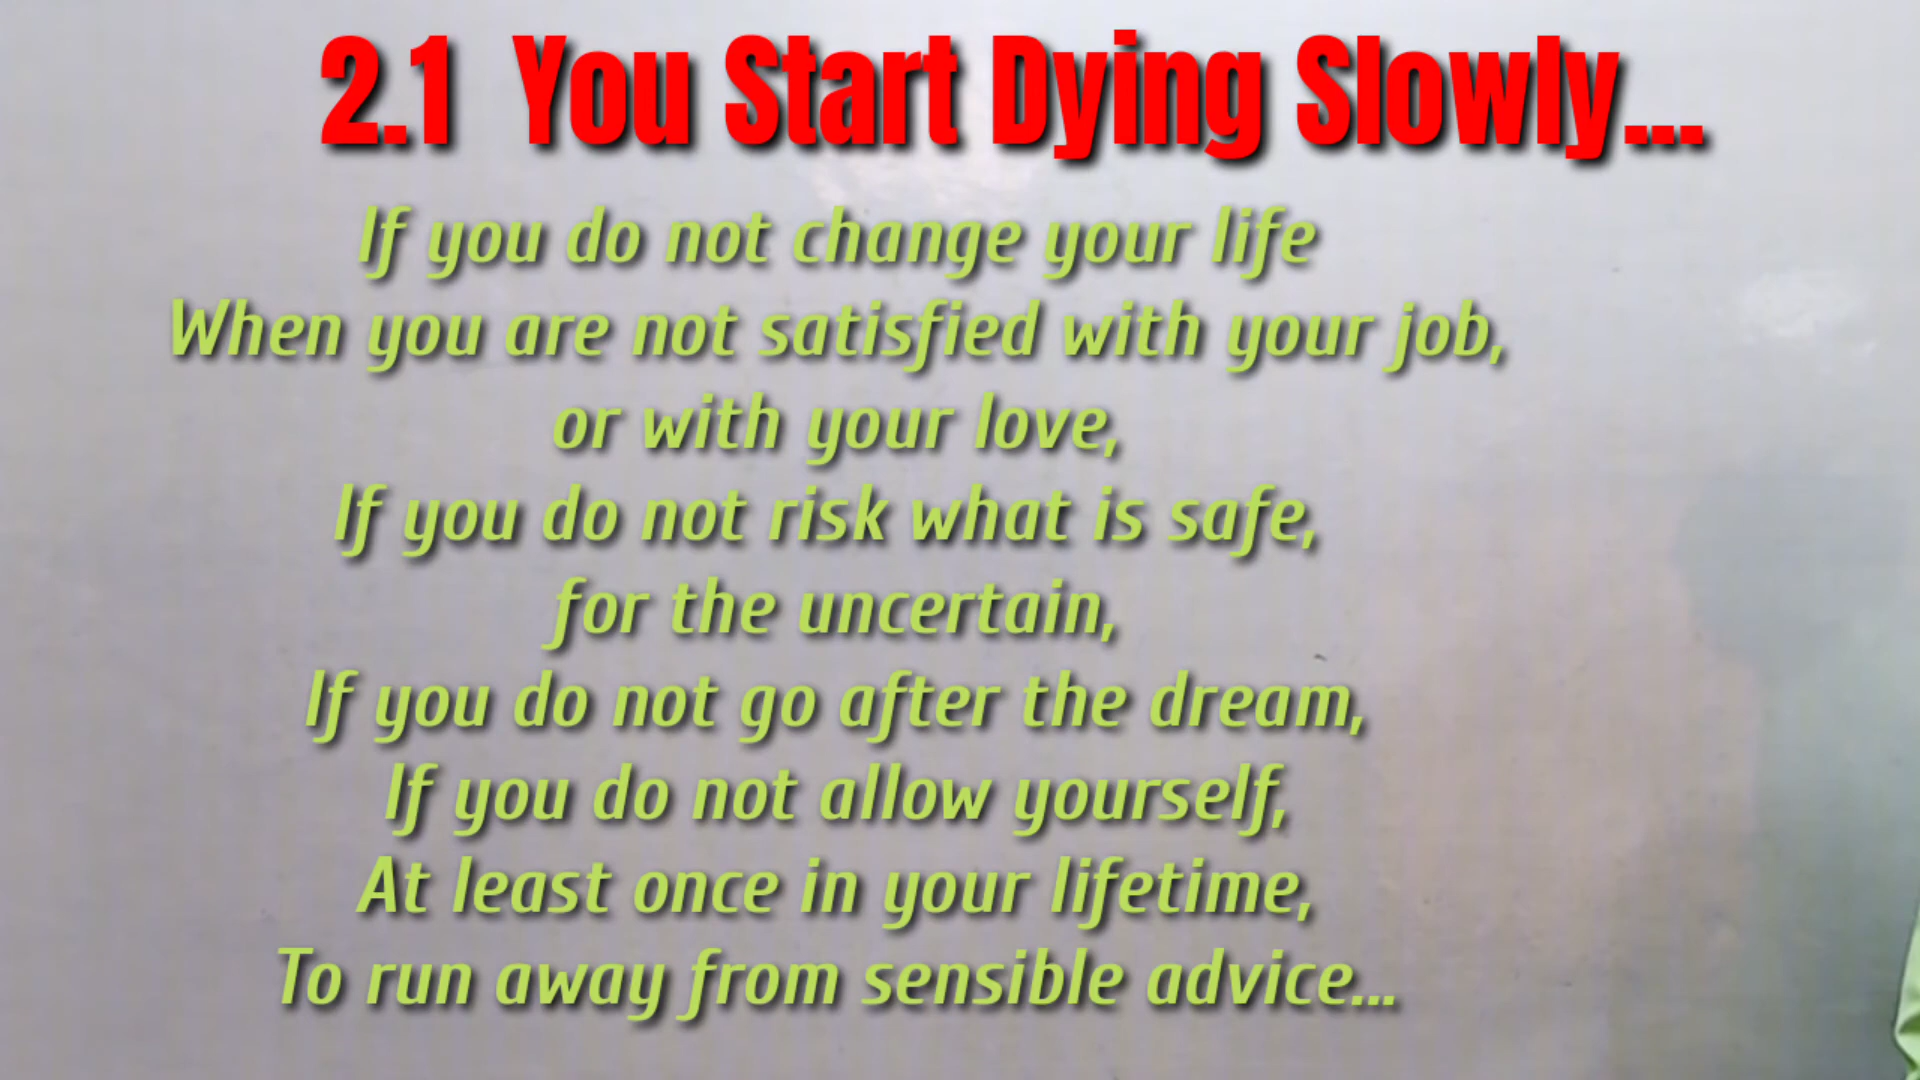 2.1 You Start Dying Slowly...
If you do not change your life
When you are not satisfied with your job,
or with your love,
If you do not risk what is safe,
for the uncertain,
If you do not go after the dream,
If you do not allow yourself,
At least once in your lifetime,
To run away from sensible advice...